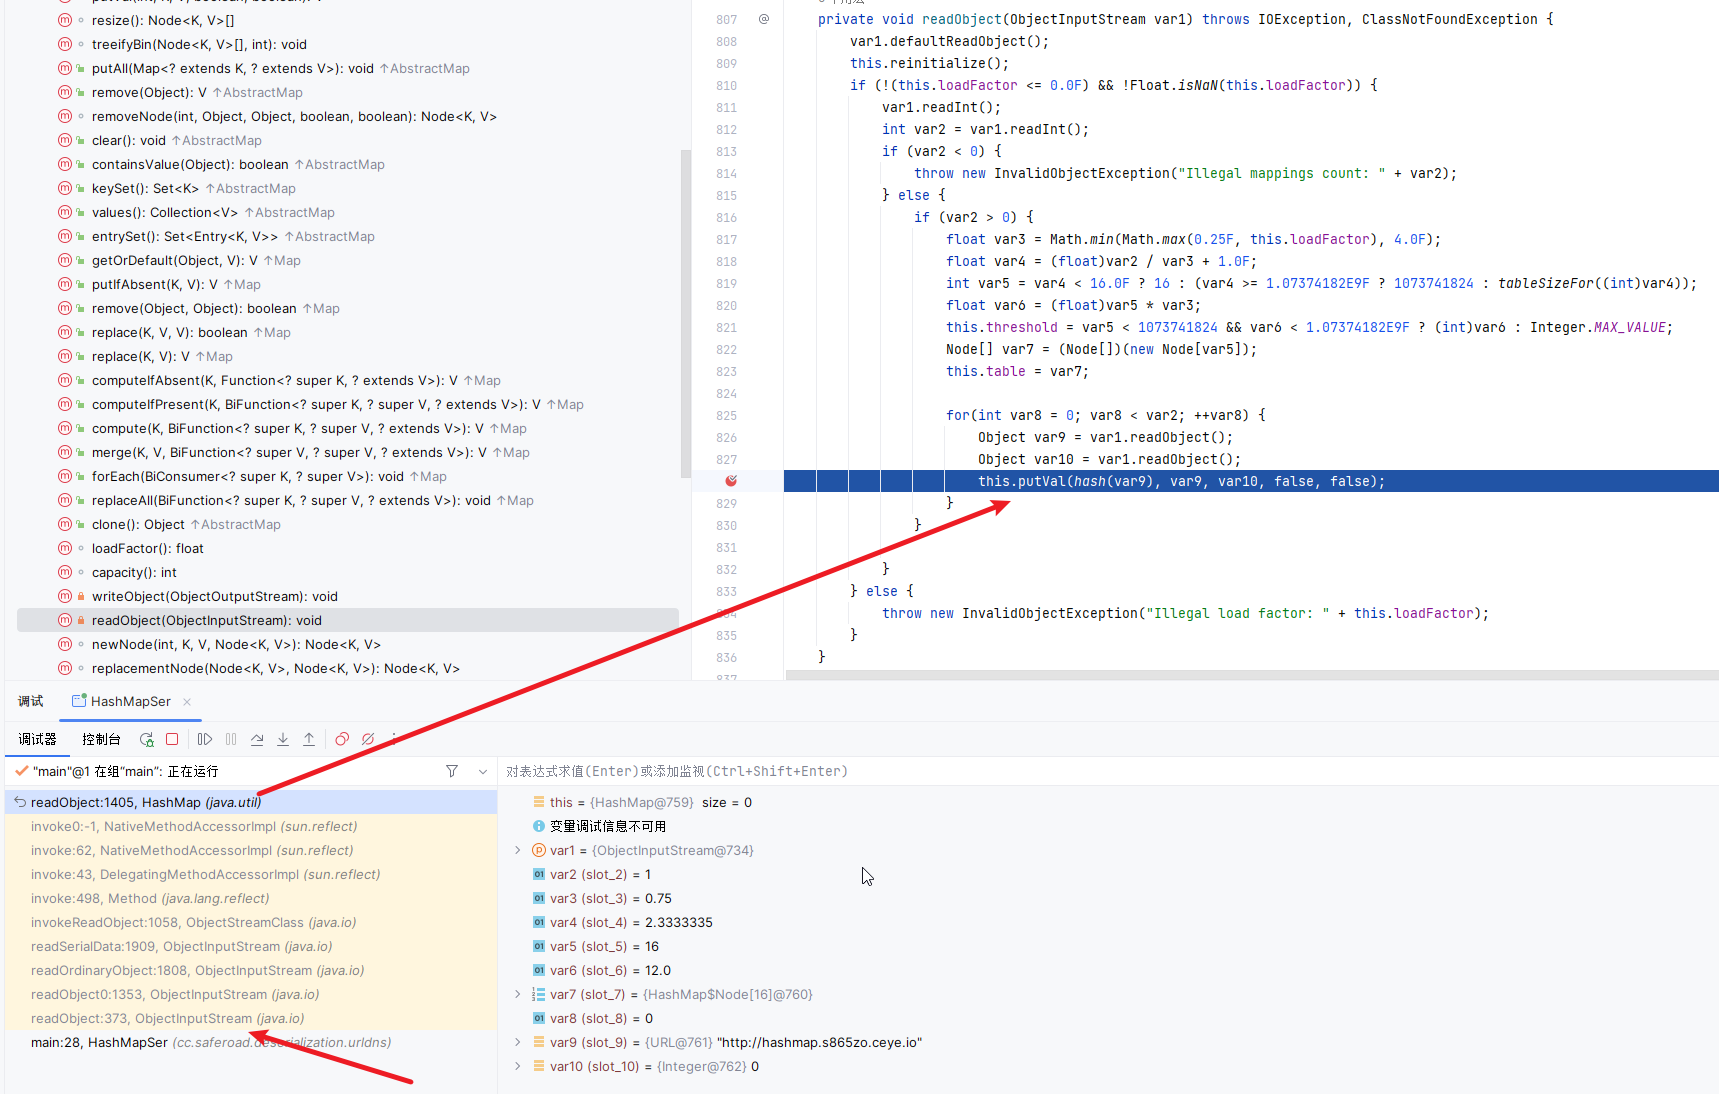 resize(): Node<K, V>[]
treeifyBin(Node<K, V>[], int): void
putAll(Map<? extends K, ? extends V>): void ↑AbstractMap
remove(Object): V ↑AbstractMap
removeNode(int, Object, Object, boolean, boolean): Node<K, V>
clear(): void ↑AbstractMap
containsValue(Object): boolean ↑AbstractMap
keySet(): Set<K> ↑AbstractMap
values(): Collection<V> ↑AbstractMap
entrySet(): Set<Entry<K, V>> ↑AbstractMap
getOrDefault(Object, V): V ↑Map
putIfAbsent(K, V): V ↑Map
remove(Object, Object): boolean ↑Map
replace(K, V, V): boolean ↑Map
replace(K, V): V ↑Map
computeIfAbsent(K, Function<? super K, ? extends V>): V ↑Map
computeIfPresent(K, BiFunction<? super K, ? super V, ? extends V>): V ↑Map
compute(K, BiFunction<? super K, ? super V, ? extends V>): V ↑Map
merge(K, V, BiFunction<? super V, ? super V, ? extends V>): V ↑Map
forEach(BiConsumer<? super K, ? super V>): void ↑Map
replaceAll(BiFunction<? super K, ? super V, ? extends V>): void ↑Map
clone(): Object ↑AbstractMap
loadFactor(): float
capacity(): int
writeObject(ObjectOutputStream): void
readObject(ObjectInputStream): void
newNode(int, K, V, Node<K, V>): Node<K, V>
replacementNode(Node<K, V>, Node<K, V>): Node<K, V>
807 @ private void readObject(ObjectInputStream var1) throws IOException, ClassNotFoundException {
808 var1.defaultReadObject();
809 this.reinitialize();
810 if (!(this.loadFactor <= 0.0F) && !Float.isNaN(this.loadFactor)) {
811 var1.readInt();
812 int var2 = var1.readInt();
813 if (var2 < 0) {
814 throw new InvalidObjectException("Illegal mappings count: " + var2);
815 } else {
816 if (var2 > 0) {
817 float var3 = Math.min(Math.max(0.25F, this.loadFactor), 4.0F);
818 float var4 = (float)var2 / var3 + 1.0F;
819 int var5 = var4 < 16.0F ? 16 : (var4 >= 1.07374182E9F ? 1073741824 : tableSizeFor((int)var4));
820 float var6 = (float)var5 * var3;
821 this.threshold = var5 < 1073741824 && var6 < 1.07374182E9F ? (int)var6 : Integer.MAX_VALUE;
822 Node[] var7 = (Node[])(new Node[var5]);
823 this.table = var7;
824
825 for(int var8 = 0; var8 < var2; ++var8) {
826 Object var9 = var1.readObject();
827 Object var10 = var1.readObject();
this.putVal(hash(var9), var9, var10, false, false);
829 }
830 }
831
832 }
833 } else {
throw new InvalidObjectException("Illegal load factor: " + this.loadFactor);
835 }
836 }
调试 HashMapSer
调试器 控制台
"main"@1 在组“main”: 正在运行
readObject:1405, HashMap (java.util)
invoke0:-1, NativeMethodAccessorImpl (sun.reflect)
invoke:62, NativeMethodAccessorImpl (sun.reflect)
invoke:43, DelegatingMethodAccessorImpl (sun.reflect)
invoke:498, Method (java.lang.reflect)
invokeReadObject:1058, ObjectStreamClass (java.io)
readSerialData:1909, ObjectInputStream (java.io)
readOrdinaryObject:1808, ObjectInputStream (java.io)
readObject0:1353, ObjectInputStream (java.io)
readObject:373, ObjectInputStream (java.io)
main:28, HashMapSer (cc.saferoad.deserialization.urldns)
对表达式求值(Enter)或添加监视(Ctrl+Shift+Enter)
this = {HashMap@759} size = 0
变量调试信息不可用
var1 = {ObjectInputStream@734}
var2 (slot_2) = 1
var3 (slot_3) = 0.75
var4 (slot_4) = 2.3333335
var5 (slot_5) = 16
var6 (slot_6) = 12.0
var7 (slot_7) = {HashMap$Node[16]@760}
var8 (slot_8) = 0
var9 (slot_9) = {URL@761} "http://hashmap.s865zo.ceye.io"
var10 (slot_10) = {Integer@762} 0